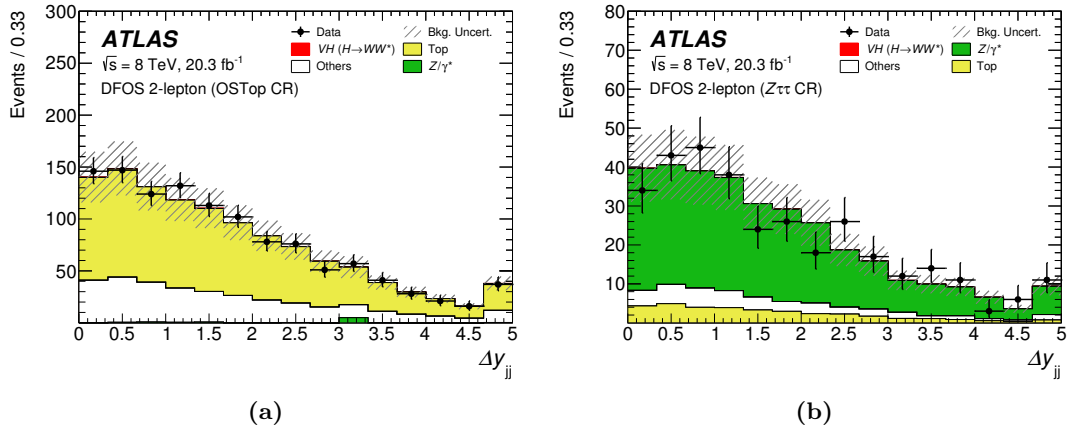 Events / 0.33
300
250
200
150
100
50
0
0.5
1
1.5
2
2.5
3
3.5
4
4.5
5
Δy_jj
ATLAS
√s = 8 TeV, 20.3 fb⁻¹
DFOS 2-lepton (OSTop CR)
Data
Bkg. Uncert.
VH (H→WW*)
Top
Others
Z/γ*
(a)
Events / 0.33
80
70
60
50
40
30
20
10
0
0.5
1
1.5
2
2.5
3
3.5
4
4.5
5
Δy_jj
ATLAS
√s = 8 TeV, 20.3 fb⁻¹
DFOS 2-lepton (Zττ CR)
Data
Bkg. Uncert.
VH (H→WW*)
Z/γ*
Others
Top
(b)